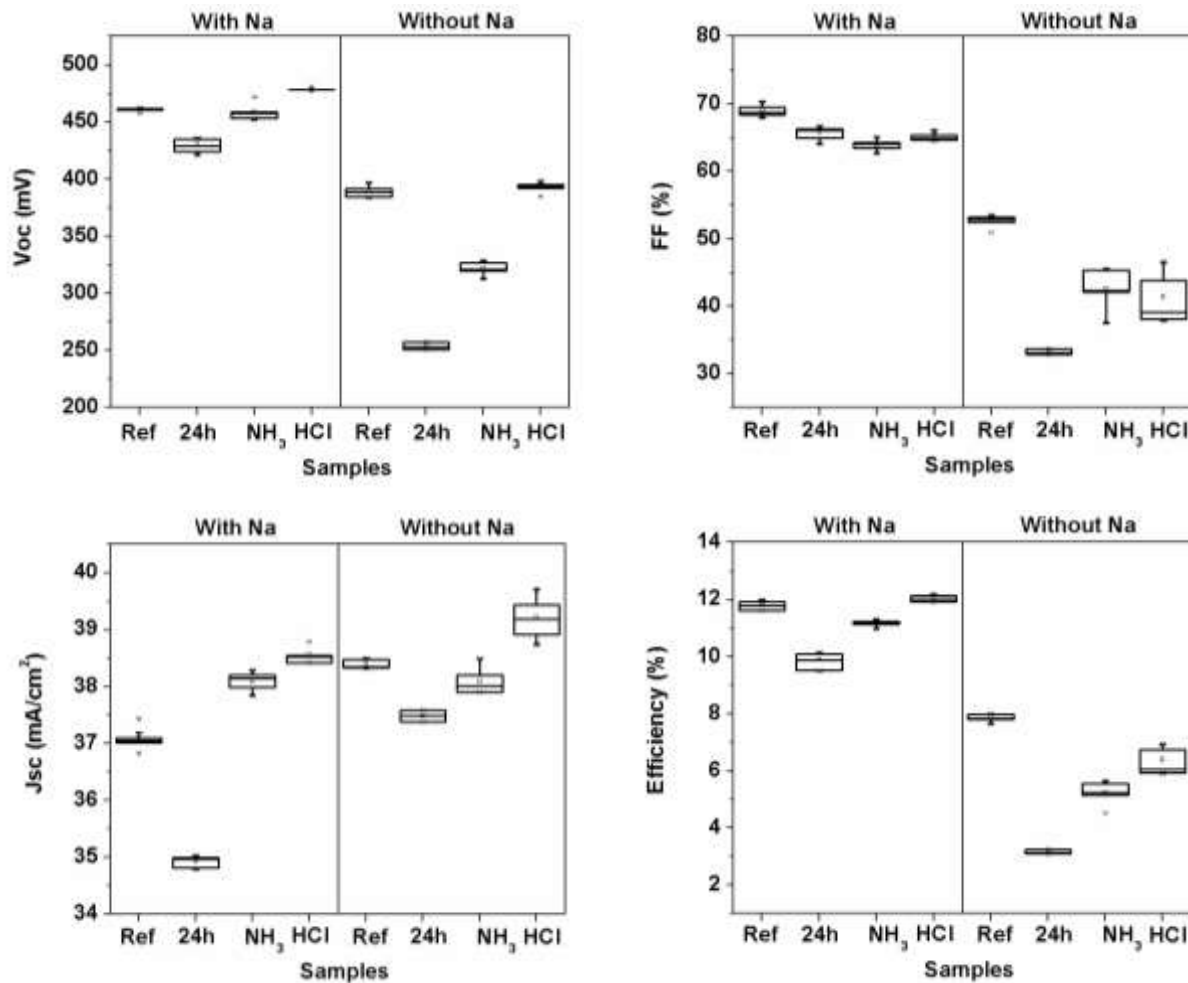 With Na Without Na
500
450
400
350
300
250
200
Voc (mV)
Ref 24h NH₃ HCl Ref 24h NH₃ HCl
Samples
80
70
60
50
40
30
FF (%)
Ref 24h NH₃ HCl Ref 24h NH₃ HCl
Samples
With Na Without Na
40
39
38
37
36
35
34
Jsc (mA/cm²)
Ref 24h NH₃ HCl Ref 24h NH₃ HCl
Samples
With Na Without Na
14
12
10
8
6
4
2
Efficiency (%)
Ref 24h NH₃ HCl Ref 24h NH₃ HCl
Samples
With Na Without Na